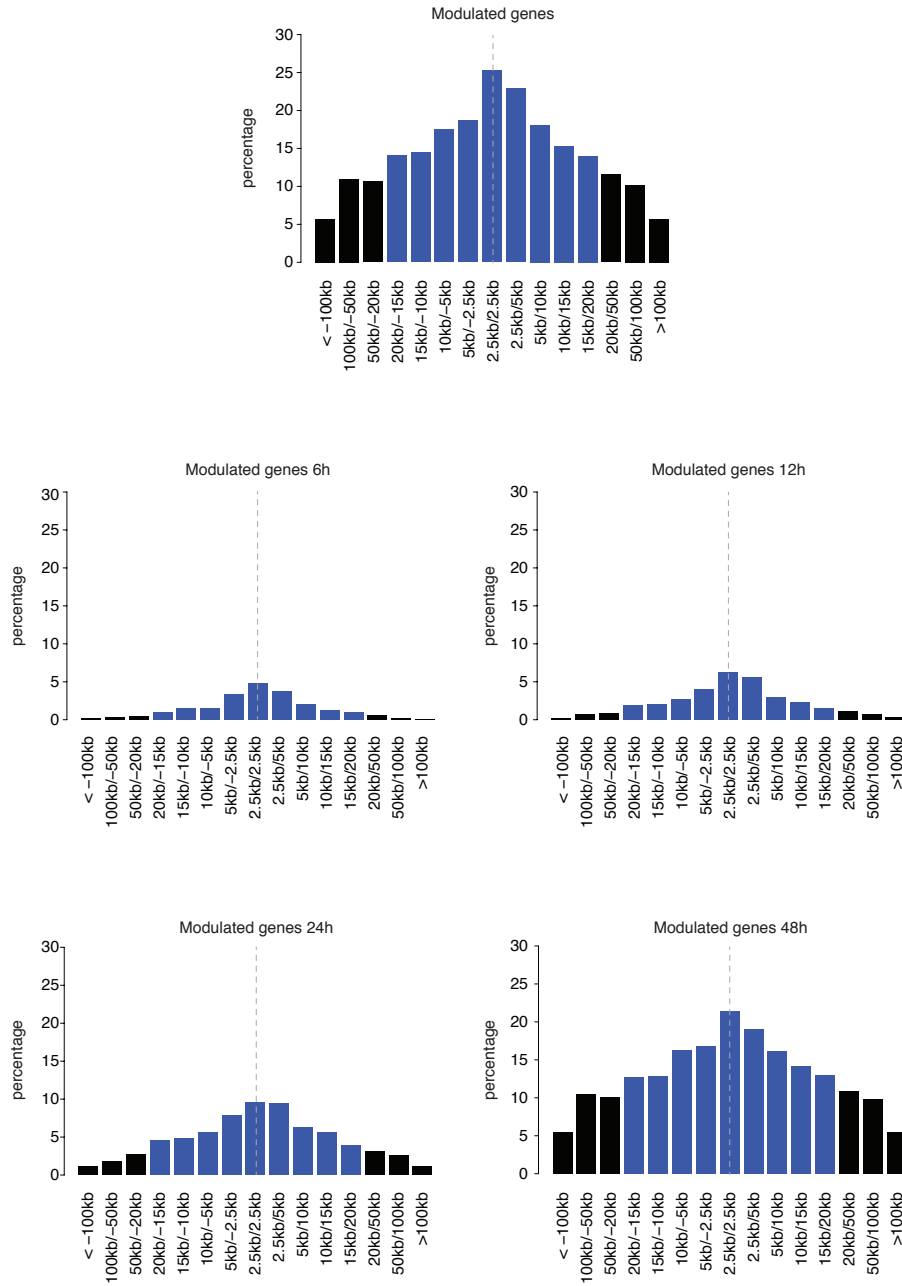 Modulated genes
percentage
30
25
20
15
10
5
0
< −100kb
100kb/−50kb
50kb/−20kb
20kb/−15kb
15kb/−10kb
10kb/−5kb
5kb/−2.5kb
2.5kb/2.5kb
2.5kb/5kb
5kb/10kb
10kb/15kb
15kb/20kb
20kb/50kb
50kb/100kb
>100kb
Modulated genes 6h
percentage
30
25
20
15
10
5
0
< −100kb
100kb/−50kb
50kb/−20kb
20kb/−15kb
15kb/−10kb
10kb/−5kb
5kb/−2.5kb
2.5kb/2.5kb
2.5kb/5kb
5kb/10kb
10kb/15kb
15kb/20kb
20kb/50kb
50kb/100kb
>100kb
Modulated genes 12h
percentage
30
25
20
15
10
5
0
< −100kb
100kb/−50kb
50kb/−20kb
20kb/−15kb
15kb/−10kb
10kb/−5kb
5kb/−2.5kb
2.5kb/2.5kb
2.5kb/5kb
5kb/10kb
10kb/15kb
15kb/20kb
20kb/50kb
50kb/100kb
>100kb
Modulated genes 24h
percentage
30
25
20
15
10
5
0
< −100kb
100kb/−50kb
50kb/−20kb
20kb/−15kb
15kb/−10kb
10kb/−5kb
5kb/−2.5kb
2.5kb/2.5kb
2.5kb/5kb
5kb/10kb
10kb/15kb
15kb/20kb
20kb/50kb
50kb/100kb
>100kb
Modulated genes 48h
percentage
30
25
20
15
10
5
0
< −100kb
100kb/−50kb
50kb/−20kb
20kb/−15kb
15kb/−10kb
10kb/−5kb
5kb/−2.5kb
2.5kb/2.5kb
2.5kb/5kb
5kb/10kb
10kb/15kb
15kb/20kb
20kb/50kb
50kb/100kb
>100kb